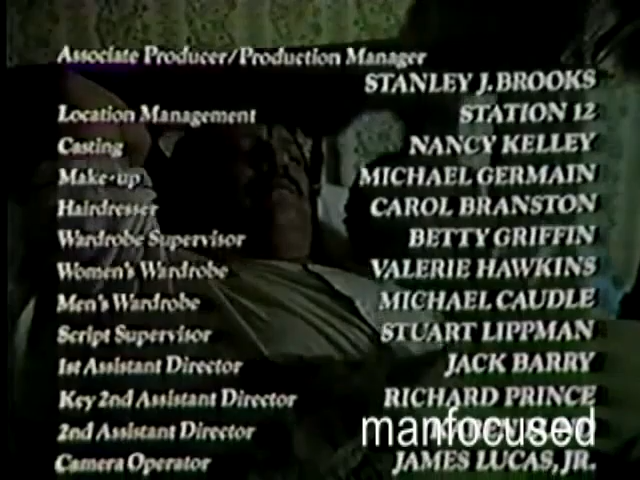 Associate Producer/Production Manager
STANLEY J. BROOKS
Location Management STATION 12
Casting NANCY KELLEY
Make-up MICHAEL GERMAIN
Hairdresser CAROL BRANSTON
Wardrobe Supervisor BETTY GRIFFIN
Women's Wardrobe VALERIE HAWKINS
Men's Wardrobe MICHAEL CAUDLE
Script Supervisor STUART LIPPMAN
1st Assistant Director JACK BARRY
Key 2nd Assistant Director RICHARD PRINCE
2nd Assistant Director
manfocused
Camera Operator JAMES LUCAS, JR.